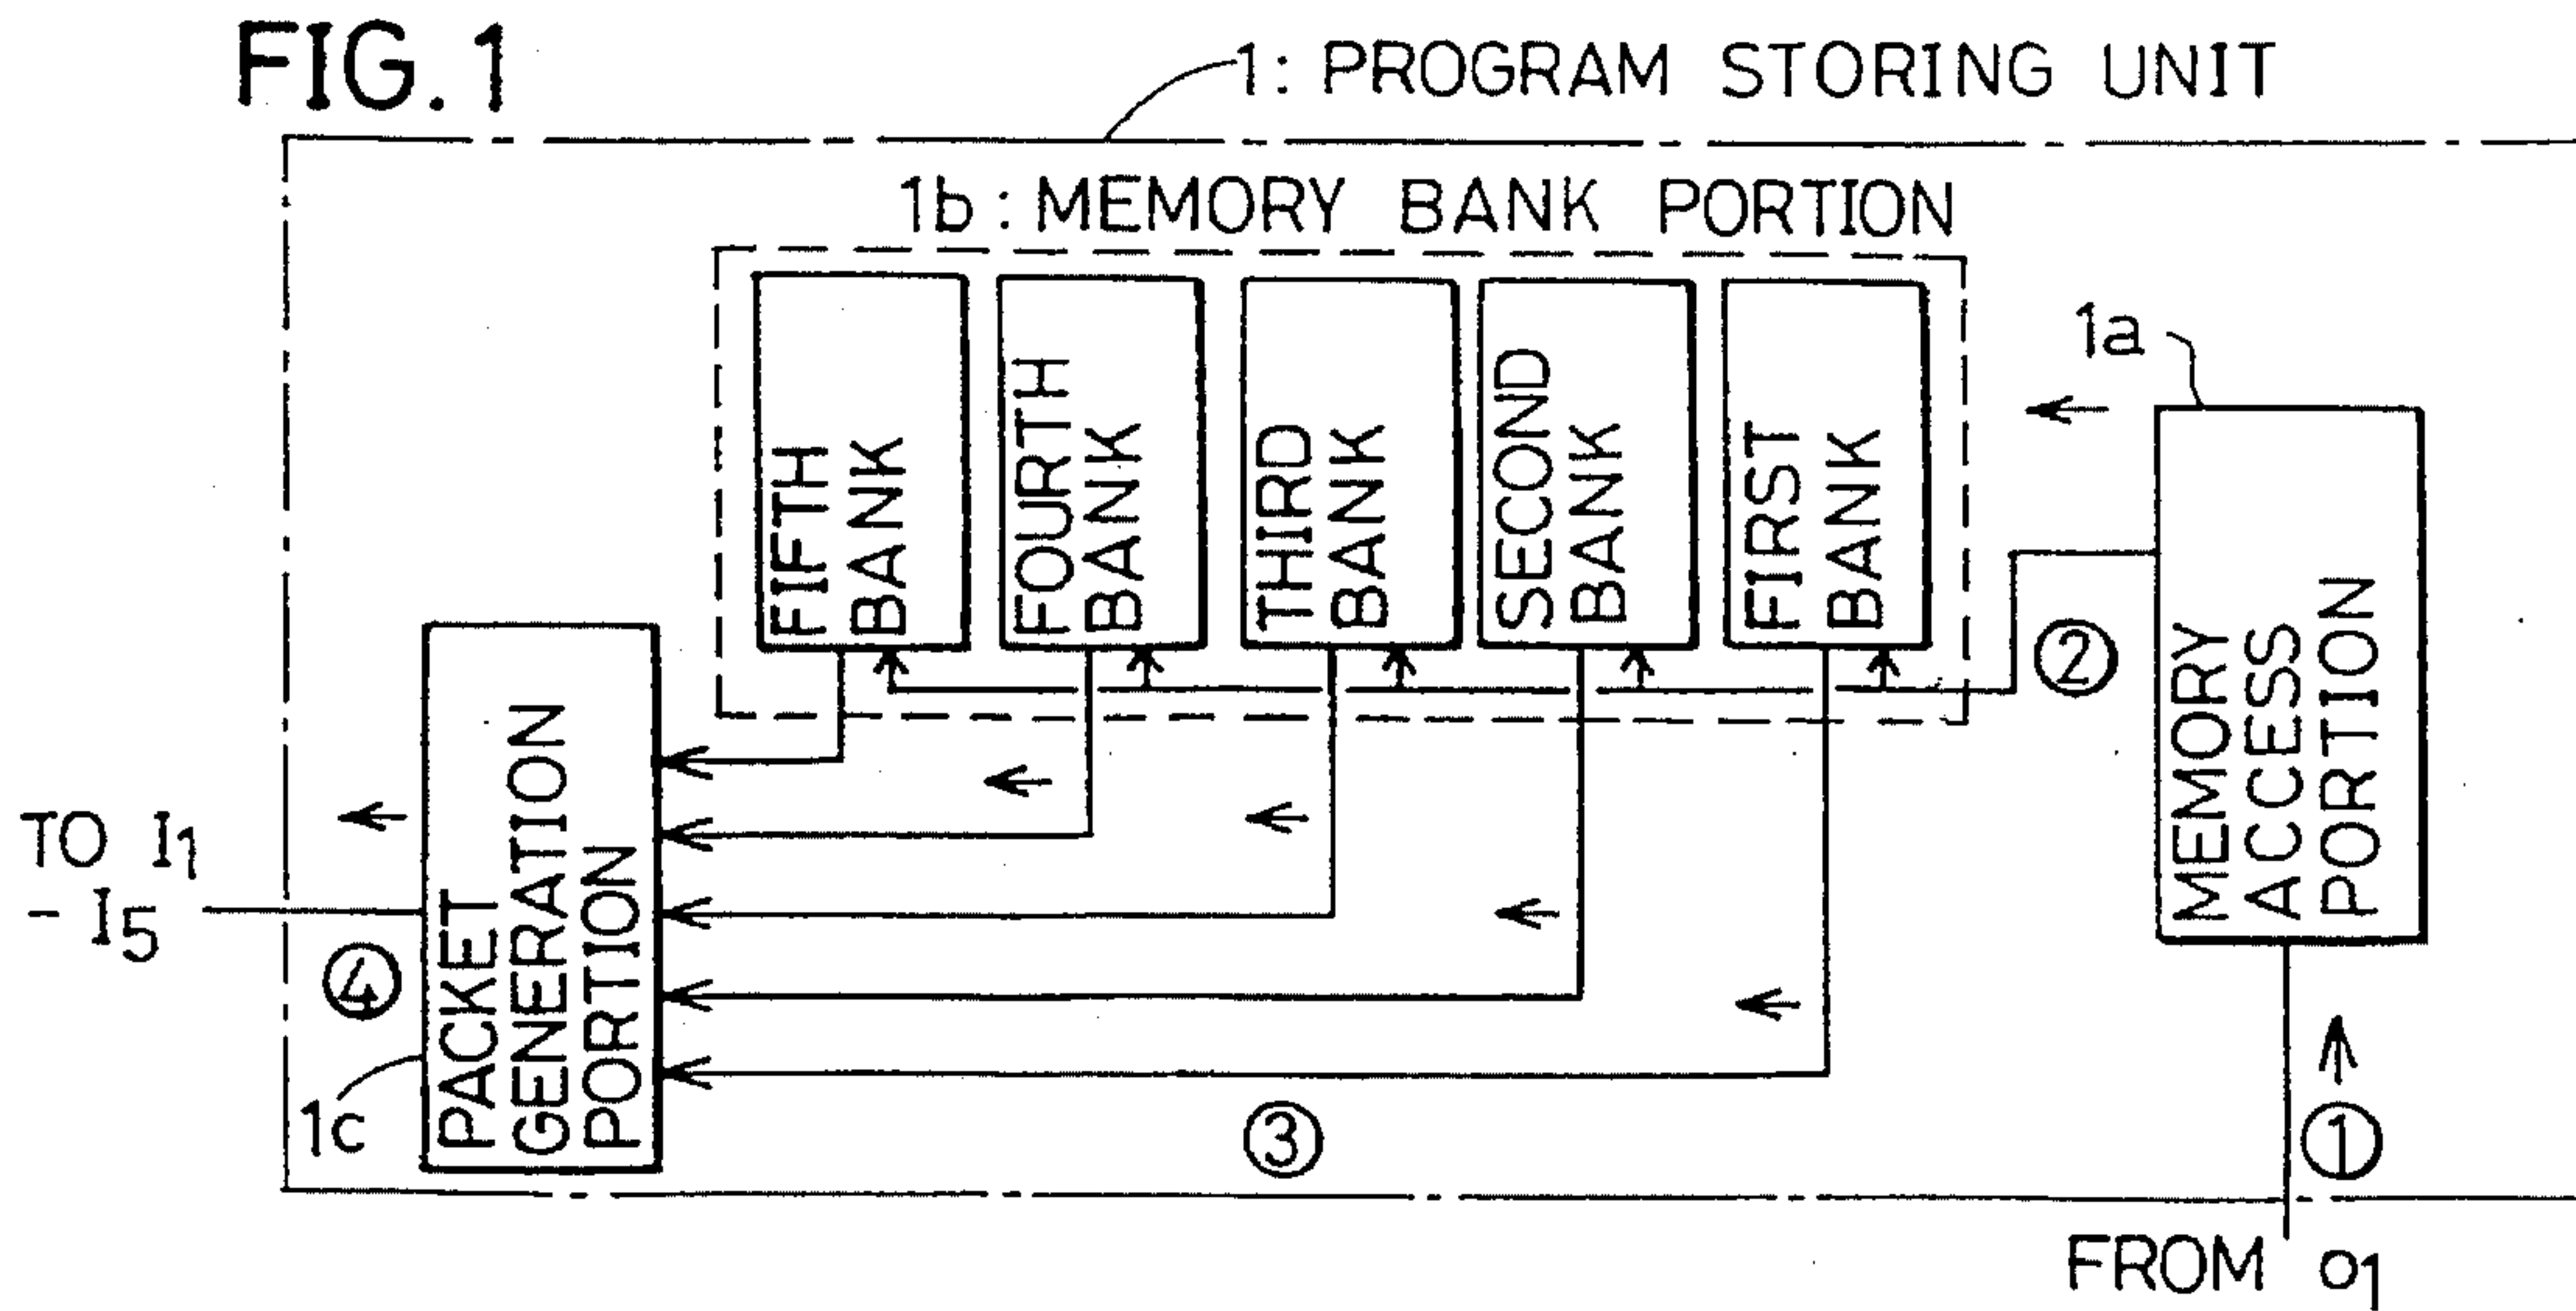 FIG. 1
1: PROGRAM STORING UNIT
1b: MEMORY BANK PORTION
FIFTH
BANK
FOURTH
BANK
THIRD
BANK
SECOND
BANK
FIRST
BANK
1a
MEMORY
ACCESS
PORTION
②
TO I1
- I5
④
PACKET
GENERATION
PORTION
1c
③
①
FROM o1